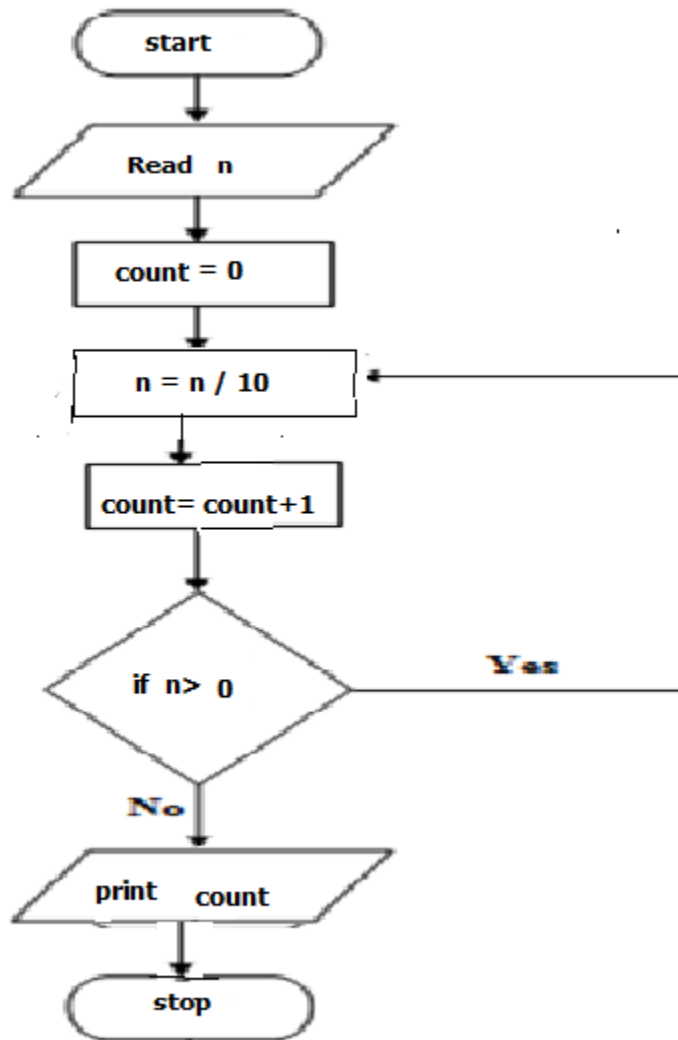 start
Read n
count = 0
n = n / 10
count= count+1
if n> 0
Yes
No
print count
stop